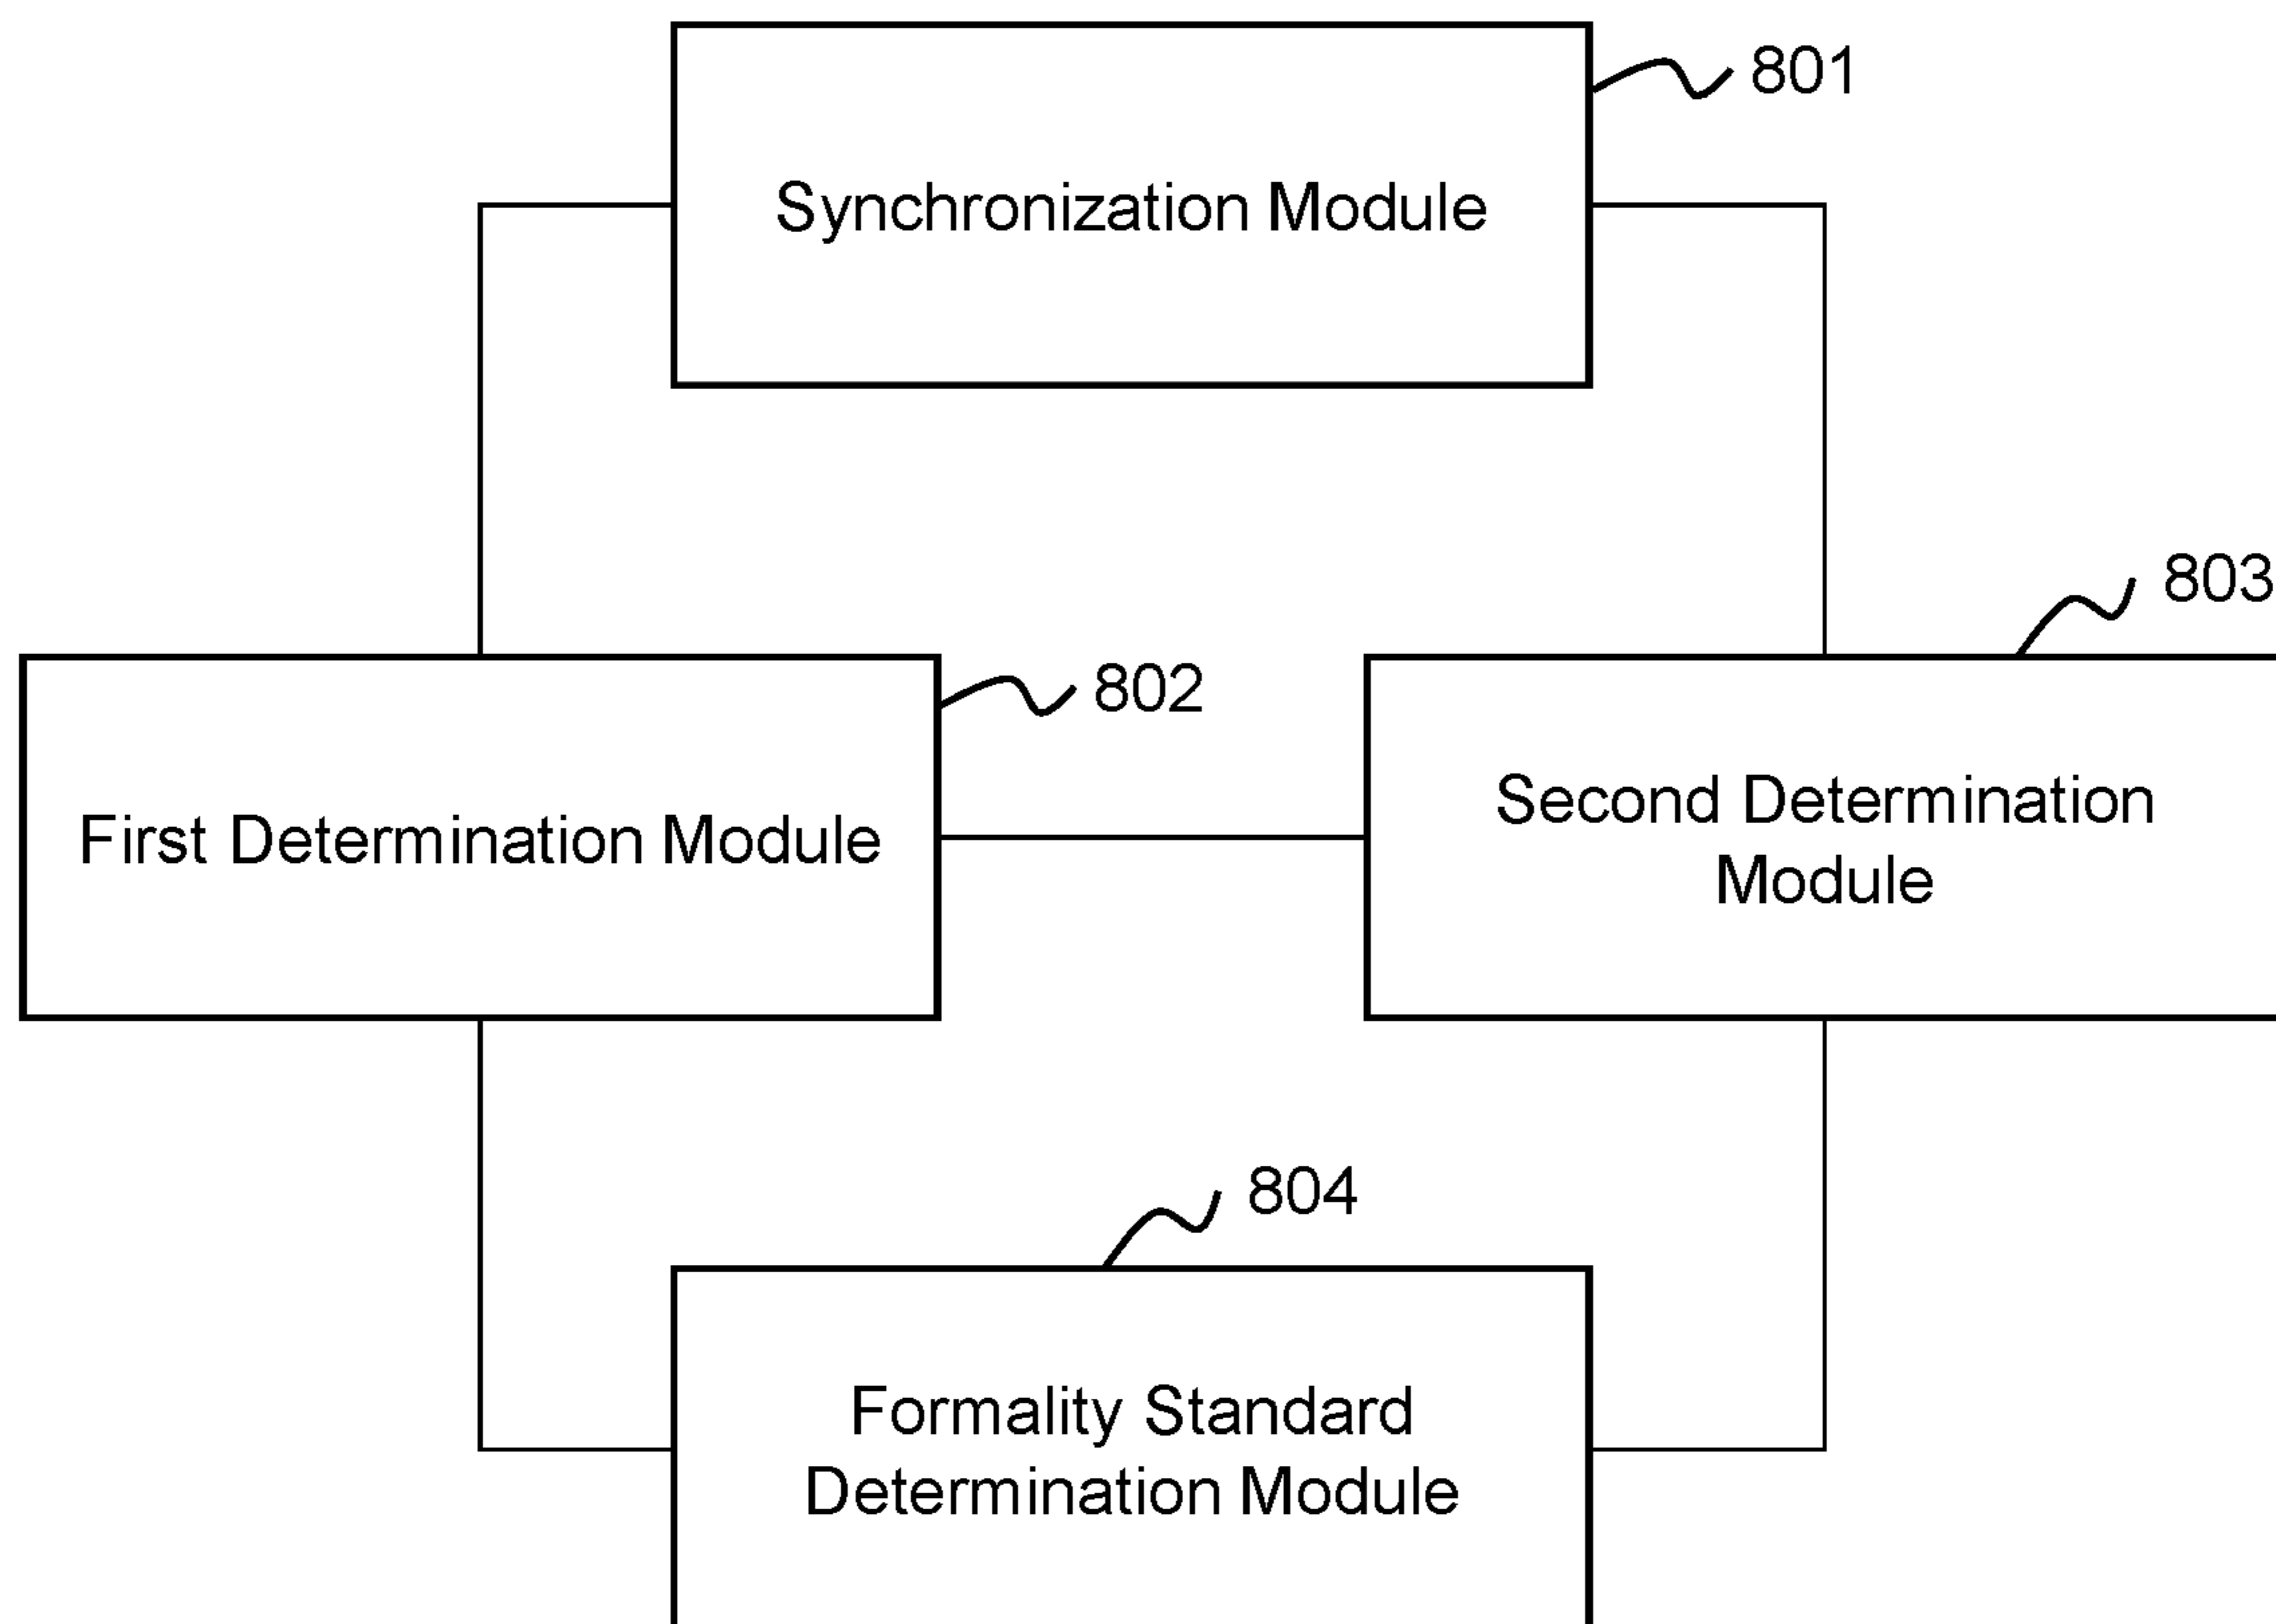 801
Synchronization Module
803
802
First Determination Module
Second Determination
Module
804
Formality Standard
Determination Module